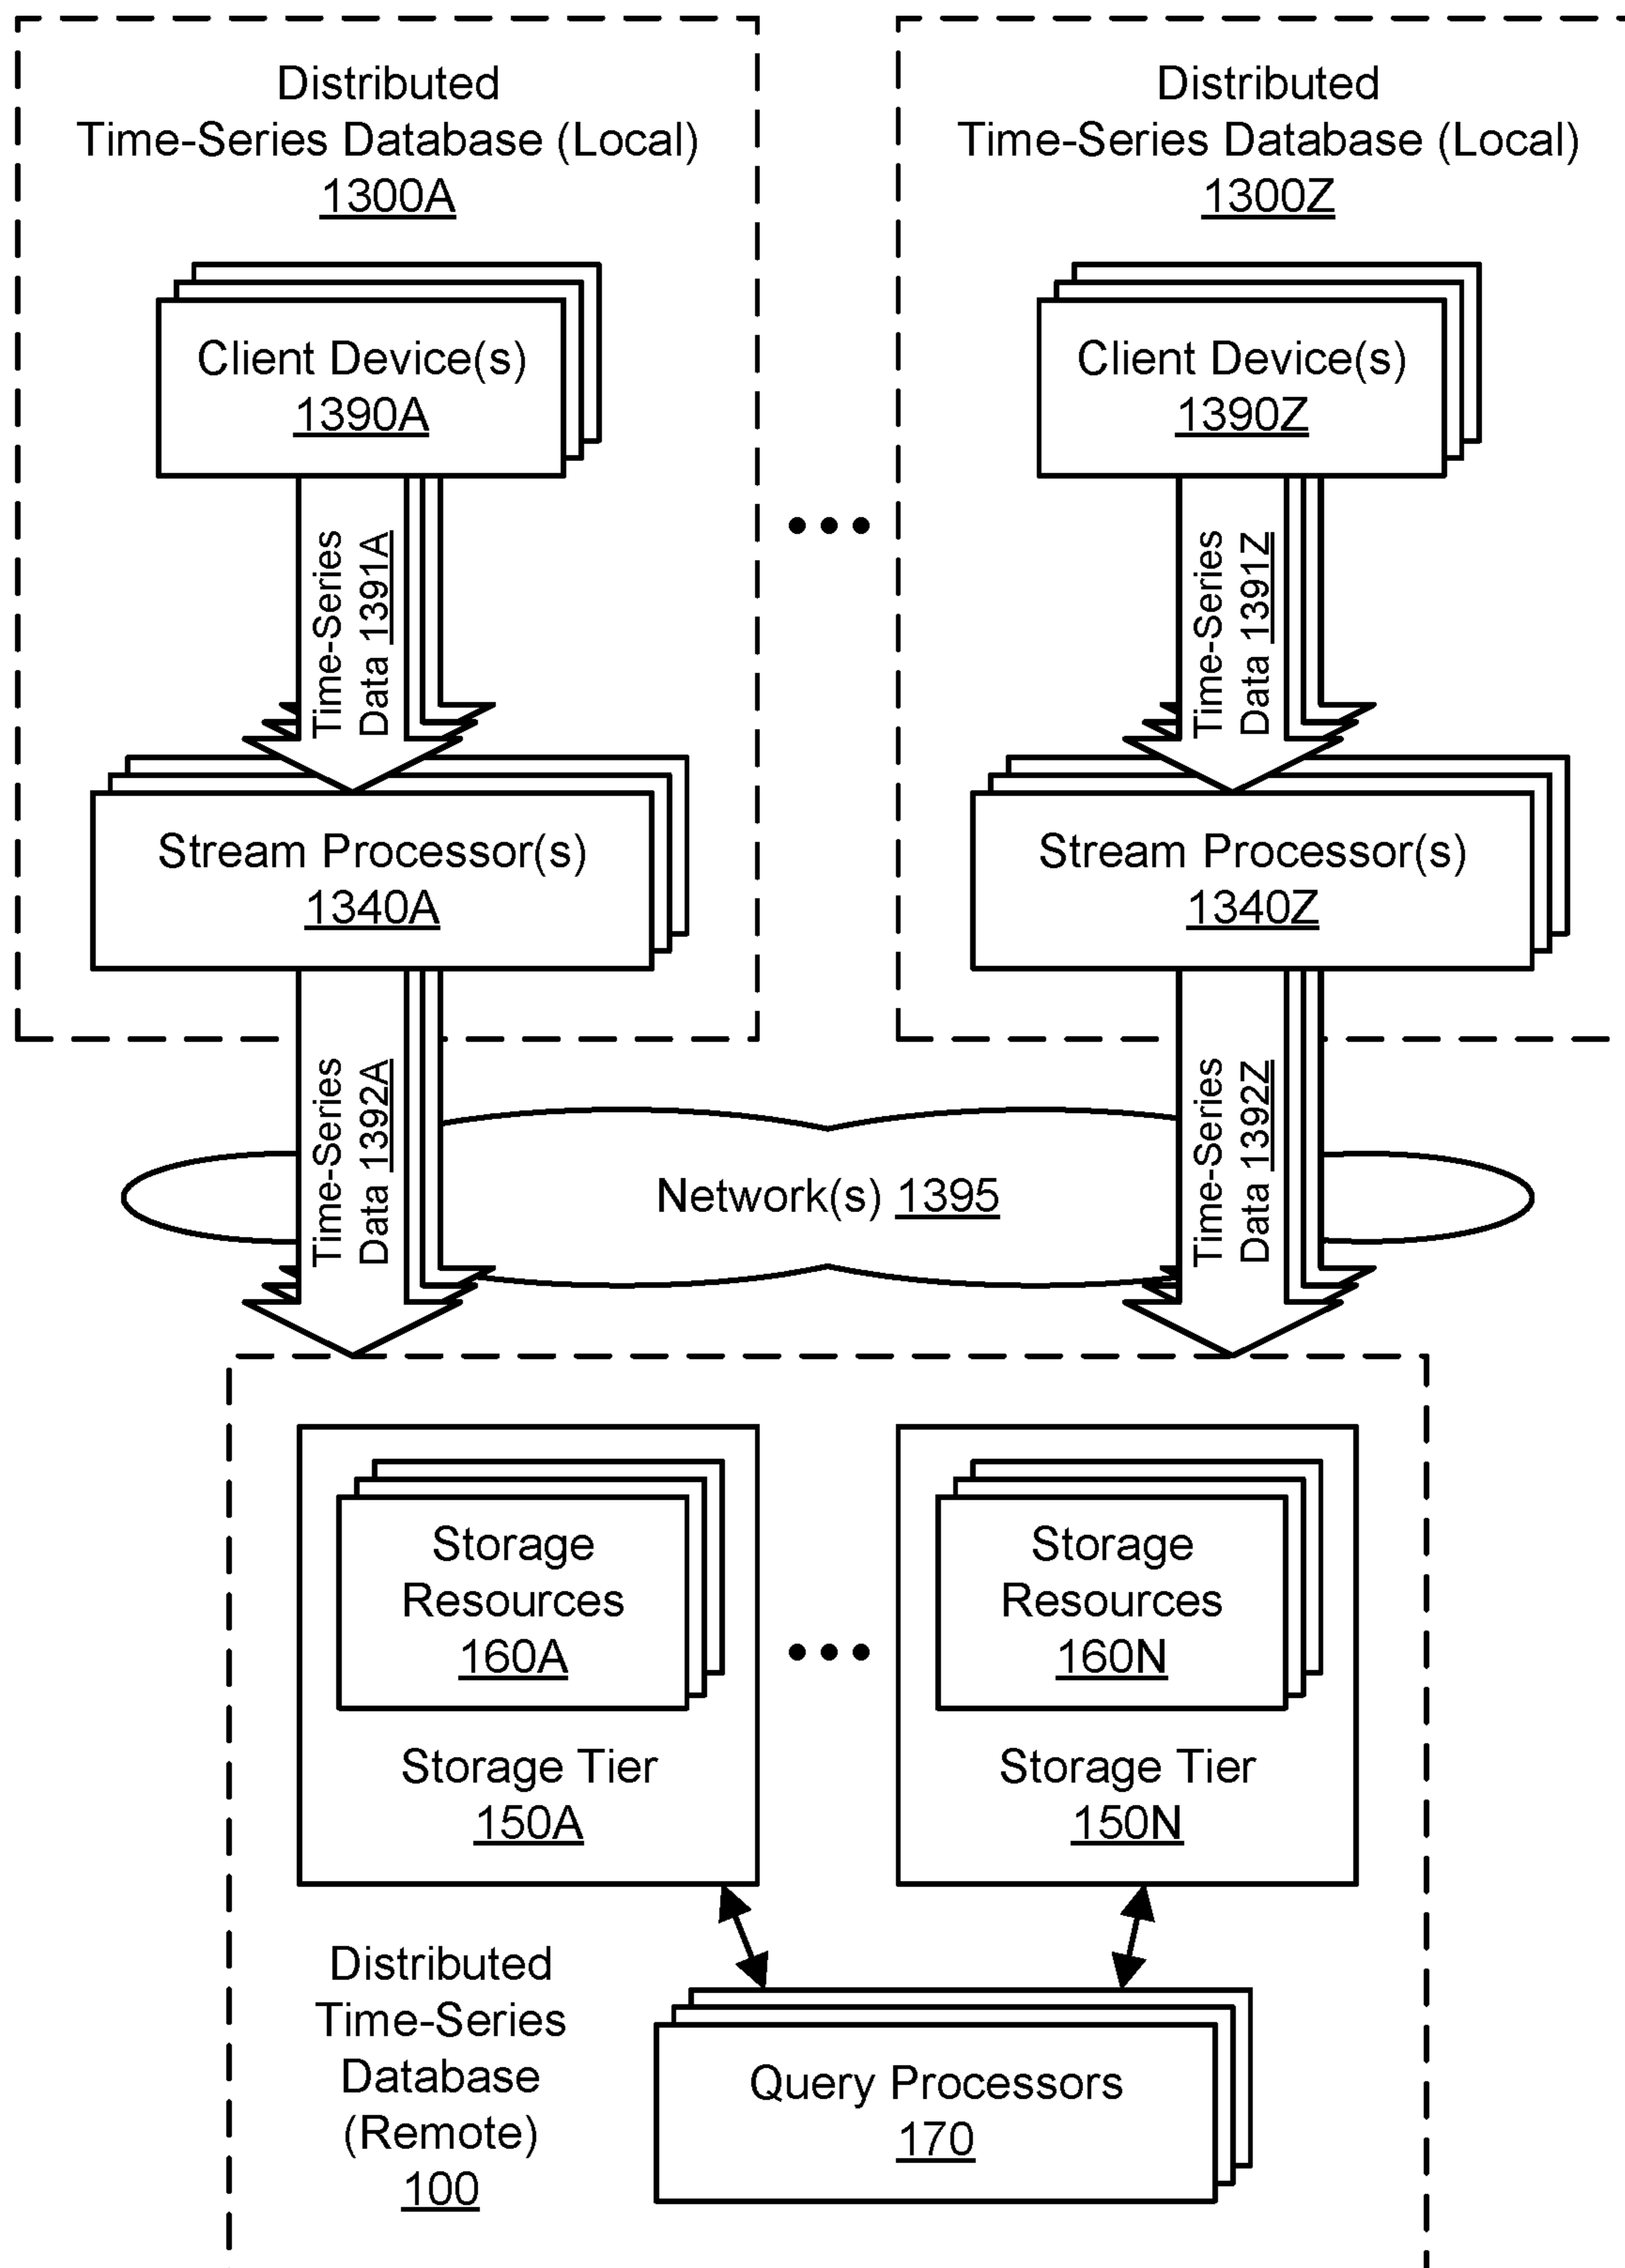 Distributed
Time-Series Database (Local)
1300A
Client Device(s)
1390A
Time-Series
Data 1391A
Stream Processor(s)
1340A
Time-Series
Data 1392A
Distributed
Time-Series Database (Local)
1300Z
Client Device(s)
1390Z
Time-Series
Data 1391Z
Stream Processor(s)
1340Z
Time-Series
Data 1392Z
Network(s) 1395
Storage
Resources
160A
Storage Tier
150A
Storage
Resources
160N
Storage Tier
150N
Distributed
Time-Series
Database
(Remote)
100
Query Processors
170